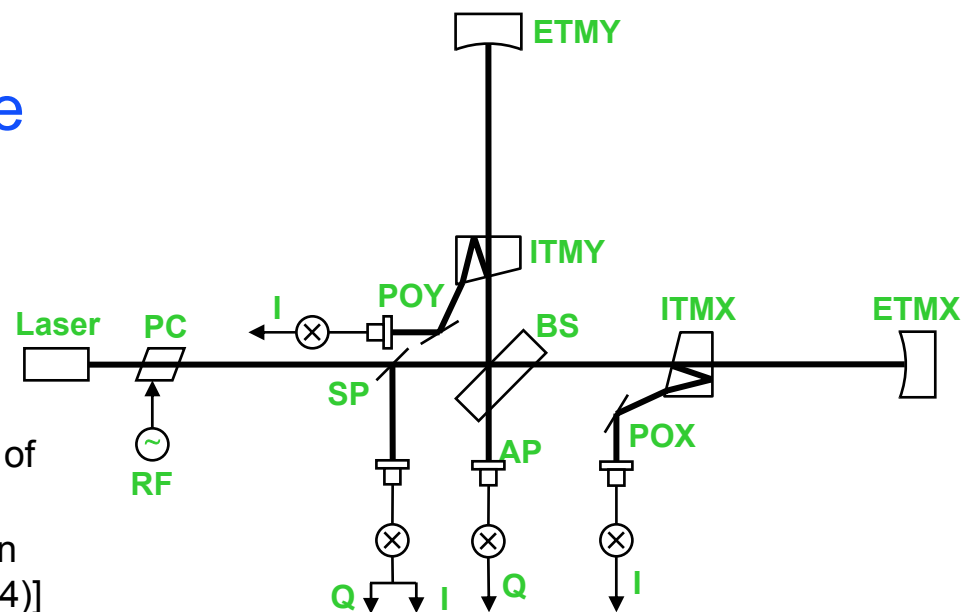 ETMY
e
ITMY
POY
I
ITMX
ETMX
Laser
PC
BS
SP
POX
of
AP
~
RF
n
4)]
Q
I
Q
I